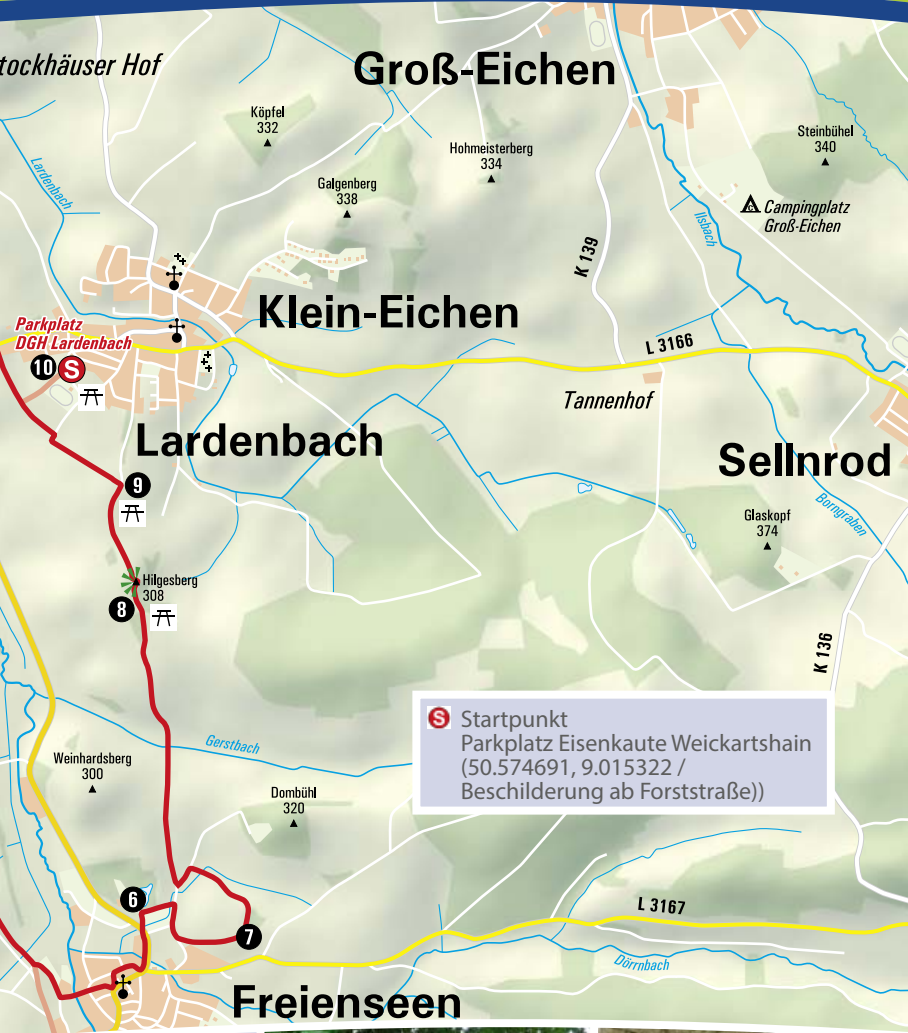 tockhäuser Hof
Groß-Eichen
Köpfel
332
Hohmeisterberg
334
Steinbühel
340
Galgenberg
338
Lardenbach
Campingplatz
Groß-Eichen
Ilsbach
K 139
Klein-Eichen
Parkplatz
DGH Lardenbach
10 S
L 3166
Tannenhof
Lardenbach
Sellnrod
9
Glaskopf
374
Borngraben
Hilgesberg
308
8
K 136
S Startpunkt
Parkplatz Eisenkaute Weickartshain
(50.574691, 9.015322 /
Beschilderung ab Forststraße))
Gerstbach
Weinhardsberg
300
Dombühl
320
6
7
L 3167
Dörrnbach
Freienseen